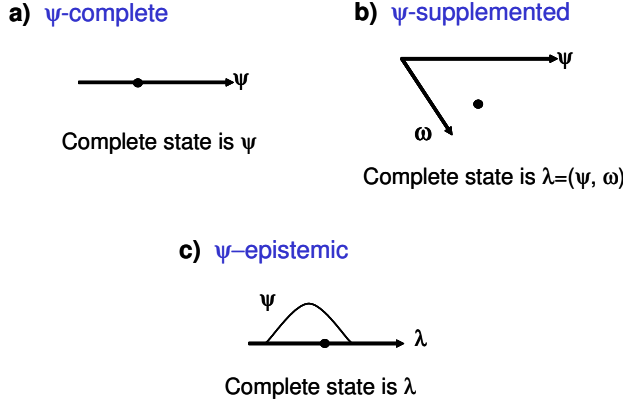 a) ψ-complete
ψ
Complete state is ψ
b) ψ-supplemented
ψ
ω
Complete state is λ=(ψ, ω)
c) ψ–epistemic
ψ
λ
Complete state is λ